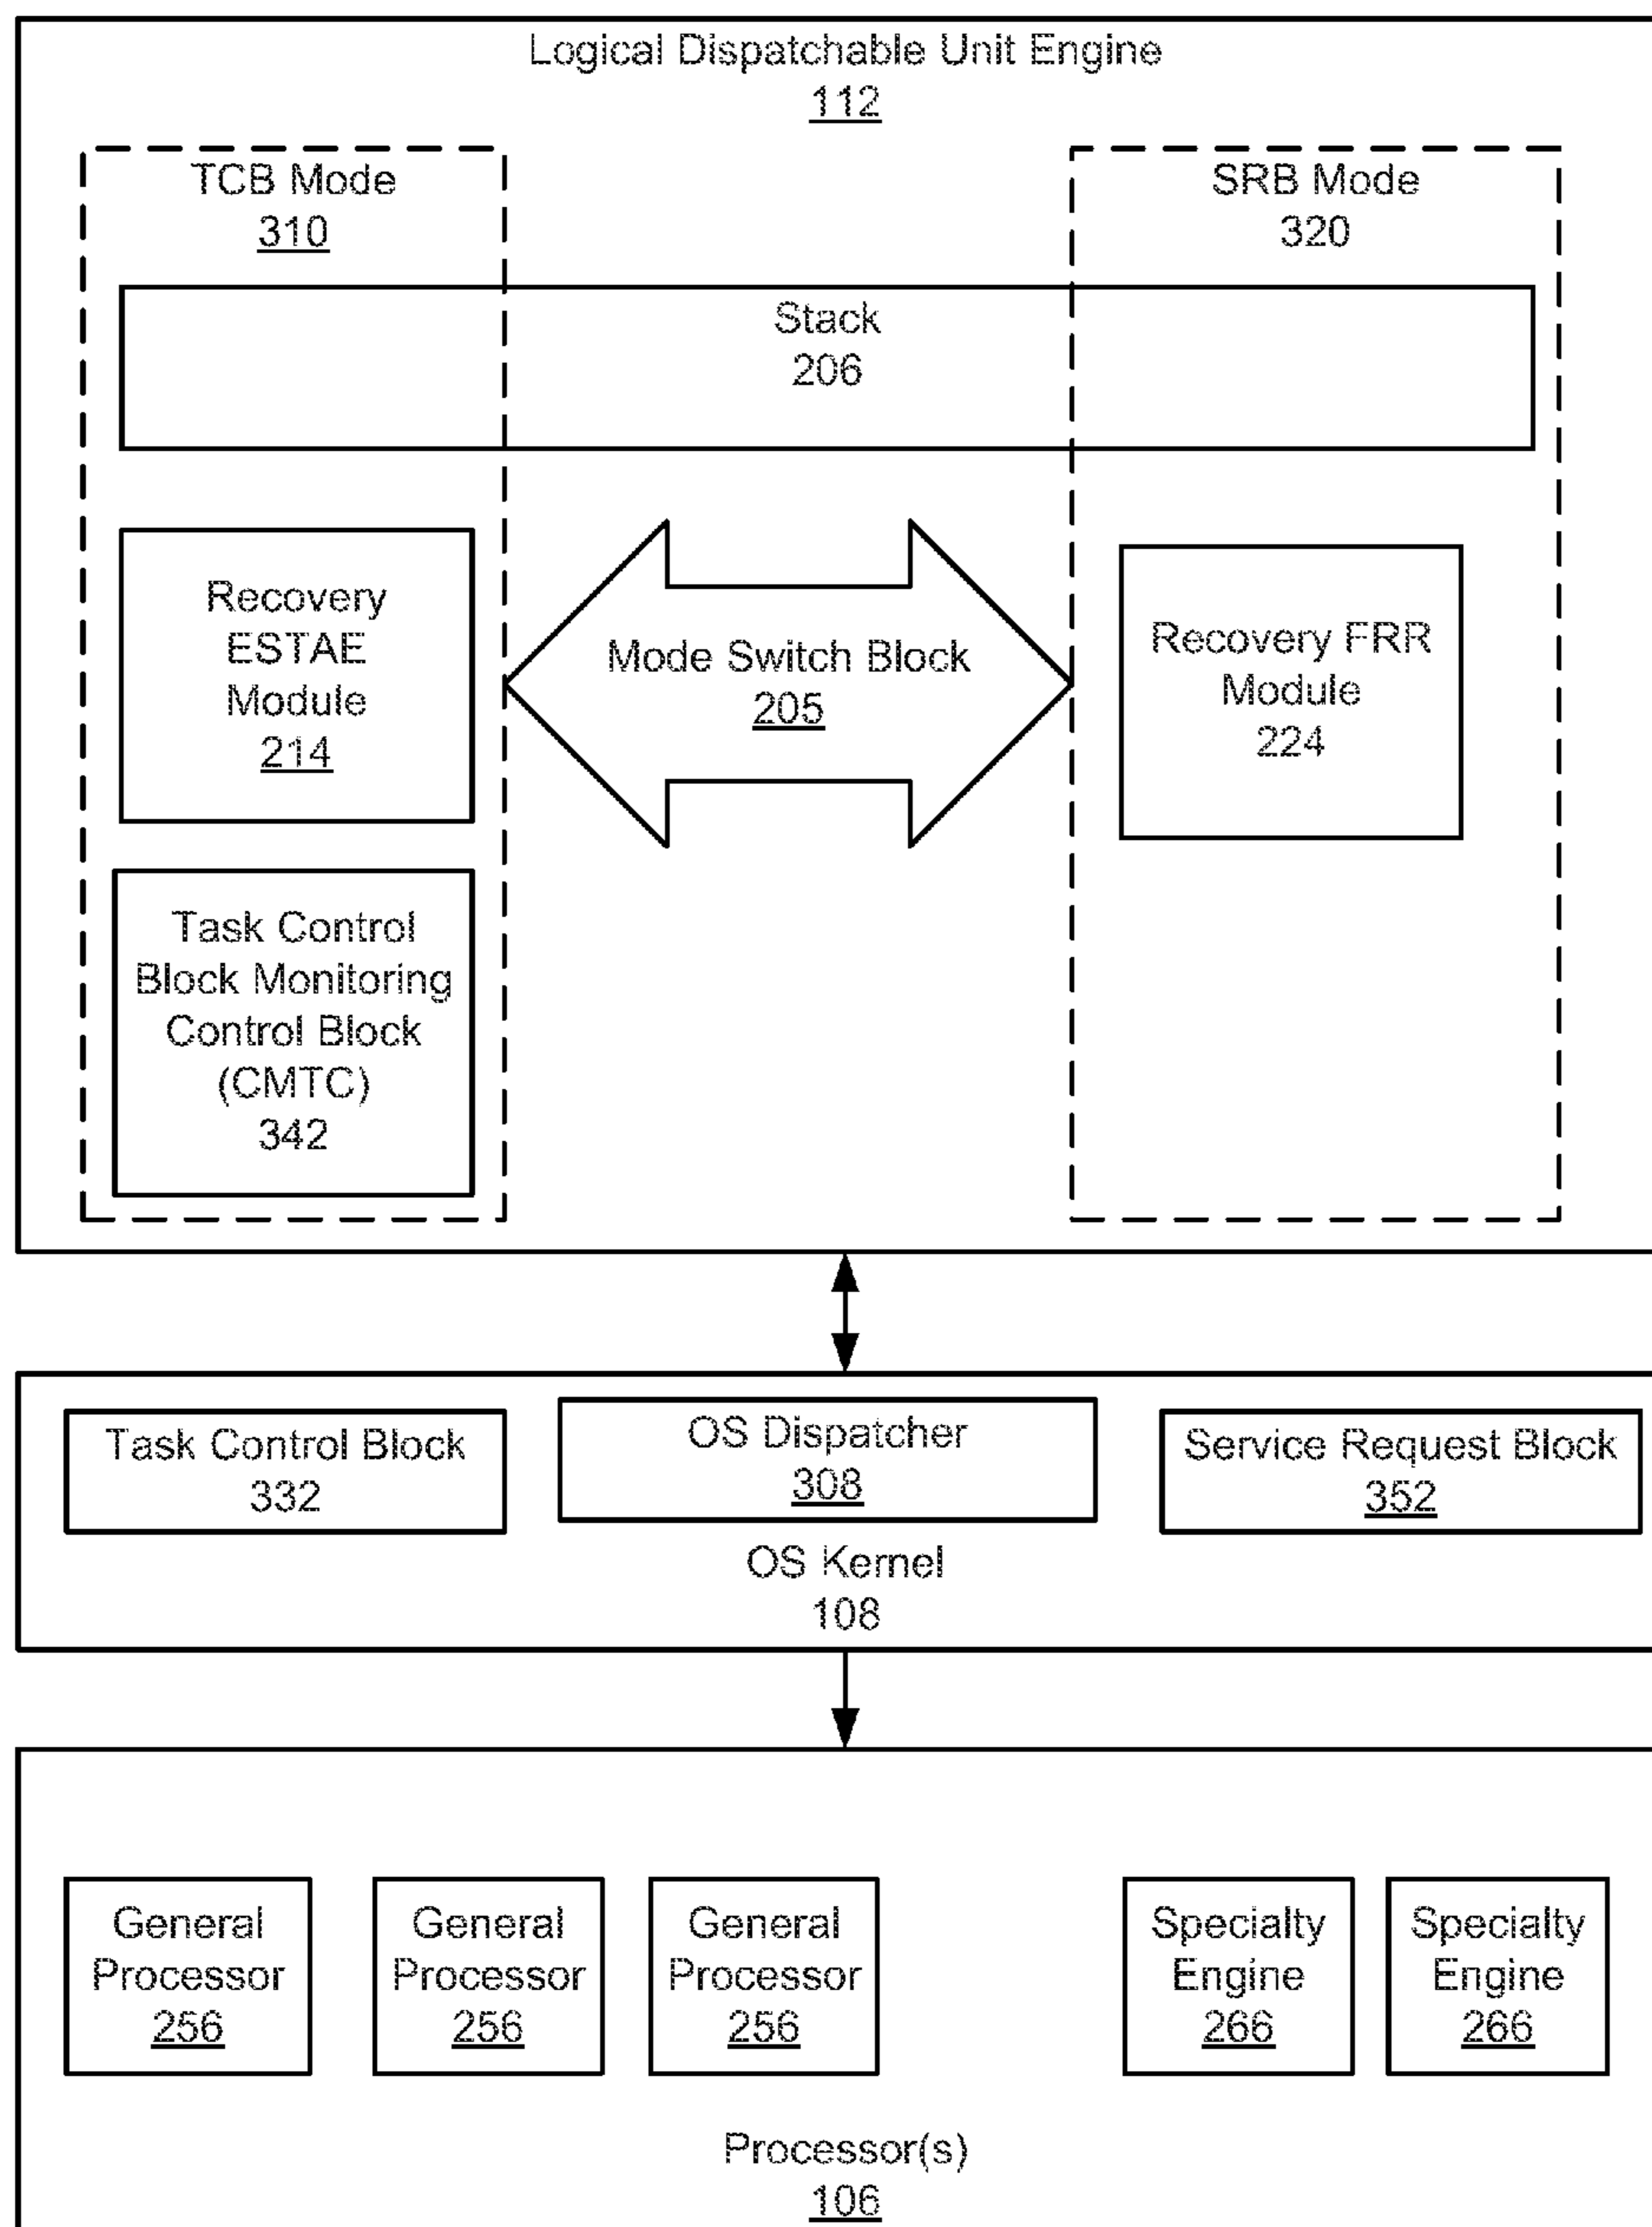 Logical Dispatchable Unit Engine
112
TCB Mode
310
SRB Mode
320
Stack
206
Recovery
ESTAE
Module
214
Mode Switch Block
205
Recovery FRR
Module
224
Task Control
Block Monitoring
Control Block
(CMTC)
342
Task Control Block
332
OS Dispatcher
308
Service Request Block
352
OS Kernel
108
General
Processor
256
General
Processor
256
General
Processor
256
Specialty
Engine
266
Specialty
Engine
266
Processor(s)
106